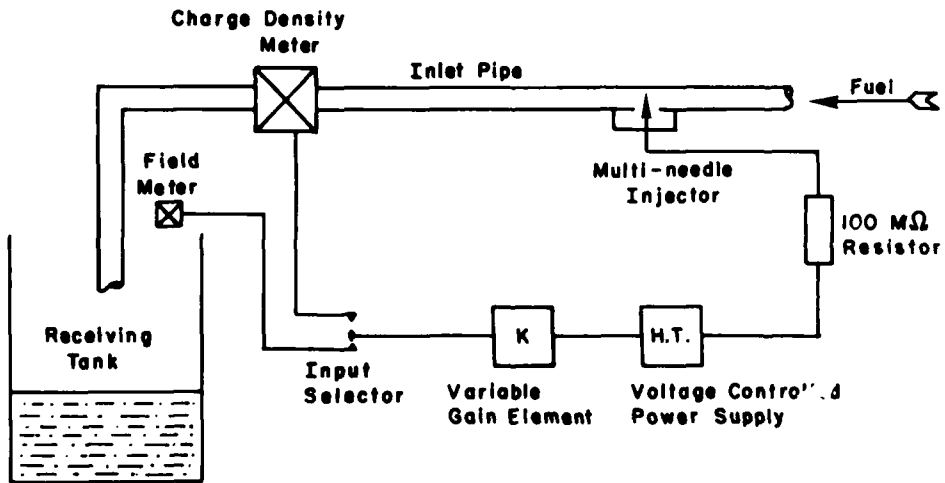 Charge Density
Meter
Inlet Pipe
Fuel
Field
Meter
Multi-needle
Injector
100 MΩ
Resistor
Receiving
Tank
K
H.T.
Input
Selector
Variable
Gain Element
Voltage
Power Supply